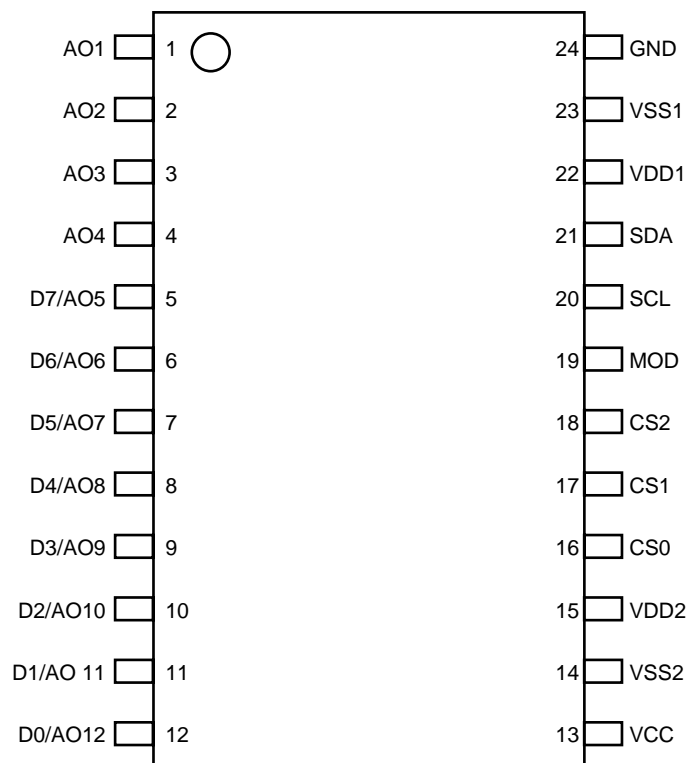 AO1 1 24 GND
AO2 2 23 VSS1
AO3 3 22 VDD1
AO4 4 21 SDA
D7/AO5 5 20 SCL
D6/AO6 6 19 MOD
D5/AO7 7 18 CS2
D4/AO8 8 17 CS1
D3/AO9 9 16 CS0
D2/AO10 10 15 VDD2
D1/AO 11 11 14 VSS2
D0/AO12 12 13 VCC